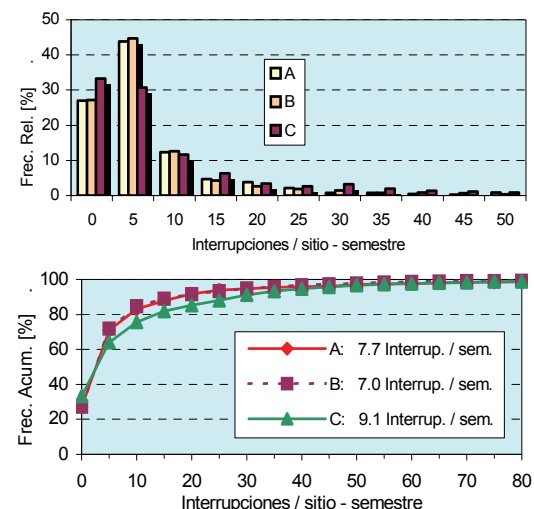 50
40
30
20
10
0
Frec. Rel. [%]
A
B
C
0 5 10 15 20 25 30 35 40 45 50
Interrupciones / sitio - semestre
100
80
60
40
20
0
Frec. Acum. [%]
A: 7.7 Interrup. / sem.
B: 7.0 Interrup. / sem.
C: 9.1 Interrup. / sem.
0 10 20 30 40 50 60 70 80
Interrupciones / sitio - semestre